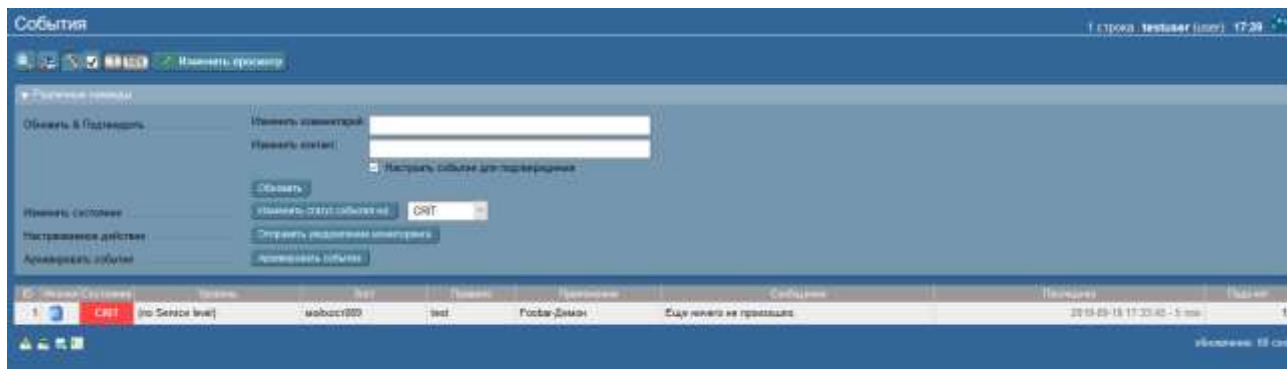 События
1 строка testuser (user) 17:39
Изменить просмотр
Различные команды
Обновить & Подтвердить
Изменить комментарий:
Изменить контакт:
Настроить событие для подтверждения
Обновить
Изменить состояние
Изменить статус события на:
CRIT
Настраиваемое действие
Отправить уведомление мониторинга
Архивировать событие
Архивировать событие
ID Иконки Состояние Уровень Хост Правило Приложение Сообщение Последнее
1 CRIT (no Service level) test Foobar-Демон Еще ничего не произошло. 1
обновление: